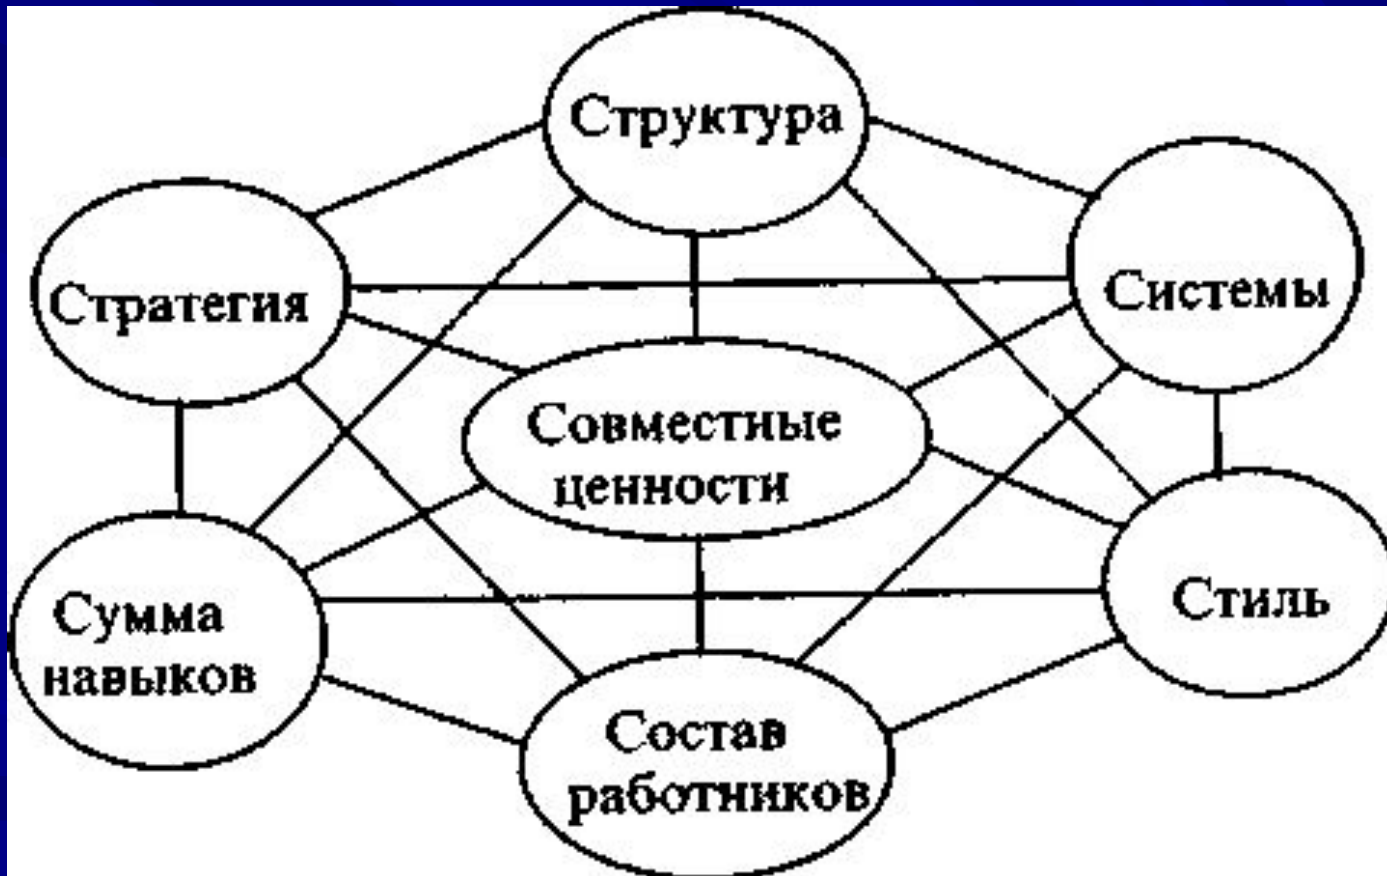 Структура
Стратегия
Системы
Совместные
ценности
Сумма
навыков
Стиль
Состав
работников